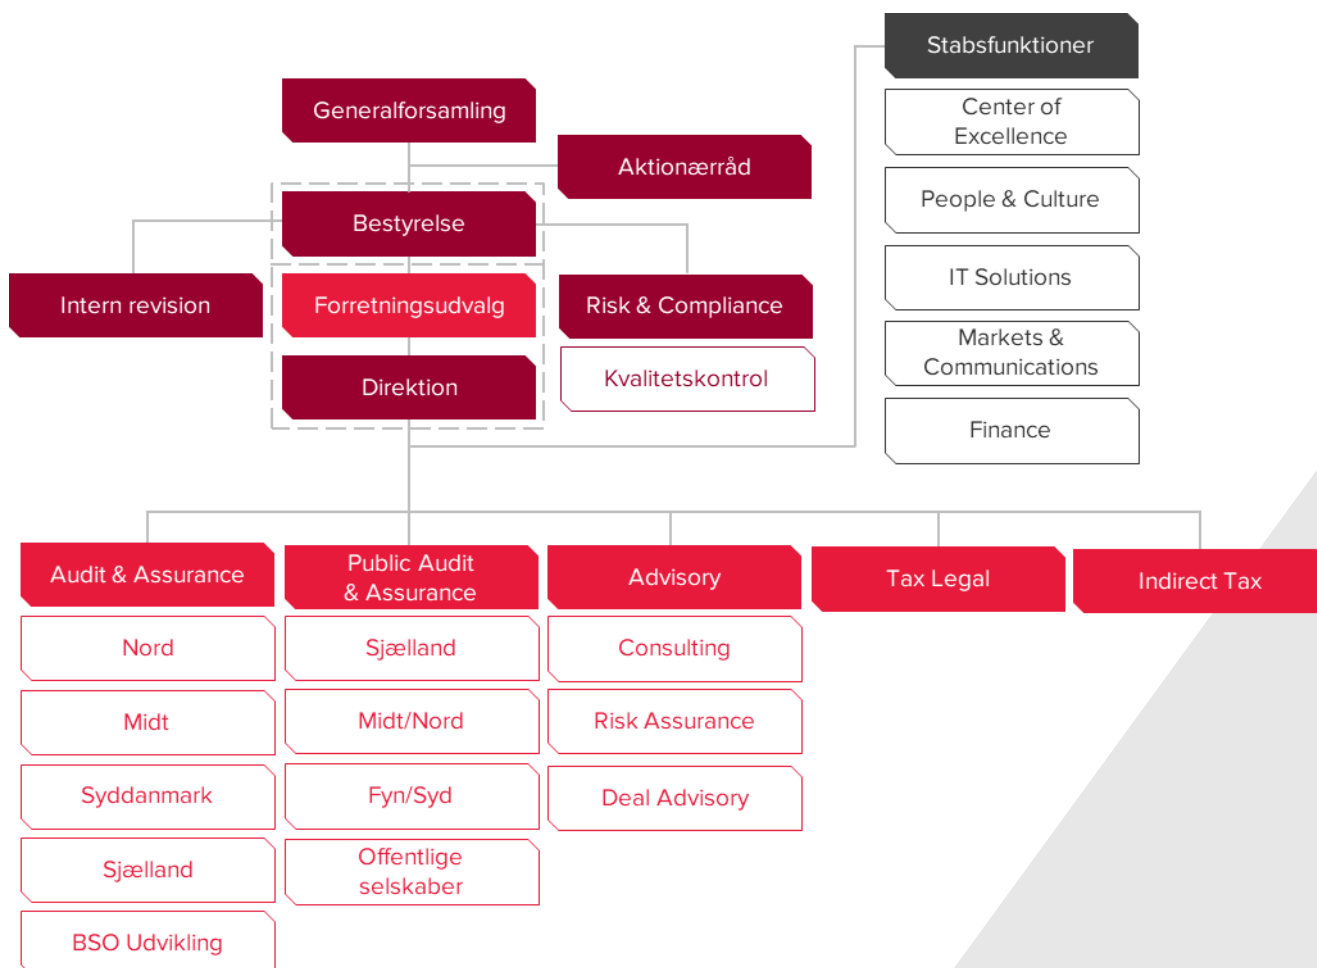 Stabsfunktioner
Generalforsamling
Center of
Excellence
Aktionærråd
People & Culture
Bestyrelse
IT Solutions
Intern revision
Forretningsudvalg
Risk & Compliance
Markets &
Communications
Direktion
Kvalitetskontrol
Finance
Audit & Assurance
Nord
Midt
Syddanmark
Sjælland
BSO Udvikling
Public Audit
& Assurance
Sjælland
Midt/Nord
Fyn/Syd
Offentlige
selskaber
Advisory
Consulting
Risk Assurance
Deal Advisory
Tax Legal
Indirect Tax